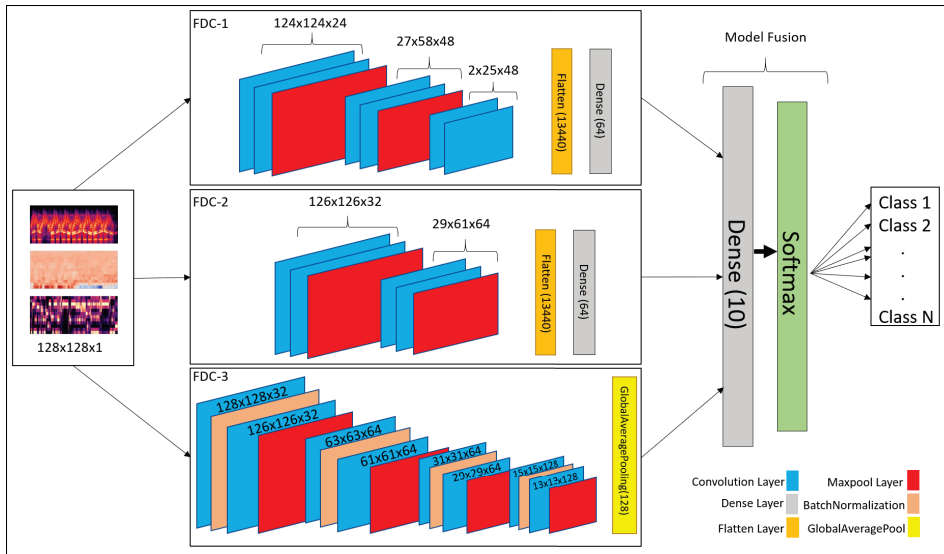 FDC-1
124x124x24
27x58x48
2x25x48
Flatten (13440)
Dense (64)
FDC-2
126x126x32
29x61x64
Flatten (13440)
Dense (64)
128x128x1
FDC-3
128x128x32
126x126x32
63x63x64
61x61x64
31x31x64
29x29x64
15x15x128
13x13x128
GlobalAveragePooling(128)
Model Fusion
Dense (10)
Softmax
Class 1
Class 2
.
.
.
Class N
Convolution Layer
Maxpool Layer
Dense Layer
BatchNormalization
Flatten Layer
GlobalAveragePool